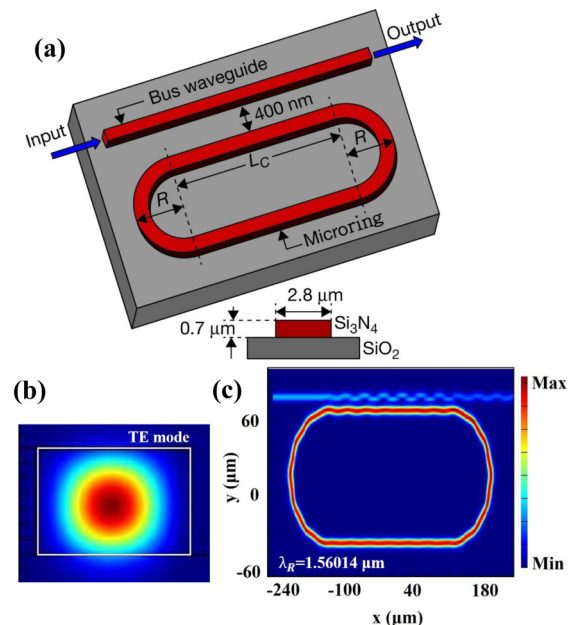 (a)
Output
Bus waveguide
Input
400 nm
L_C
R
R
Microring
2.8 μm
0.7 μm
Si₃N₄
SiO₂
(b)
(c)
TE mode
Max
60
y (μm)
0
λ_R=1.56014 μm
Min
-60
-240
-100
40
180
x (μm)